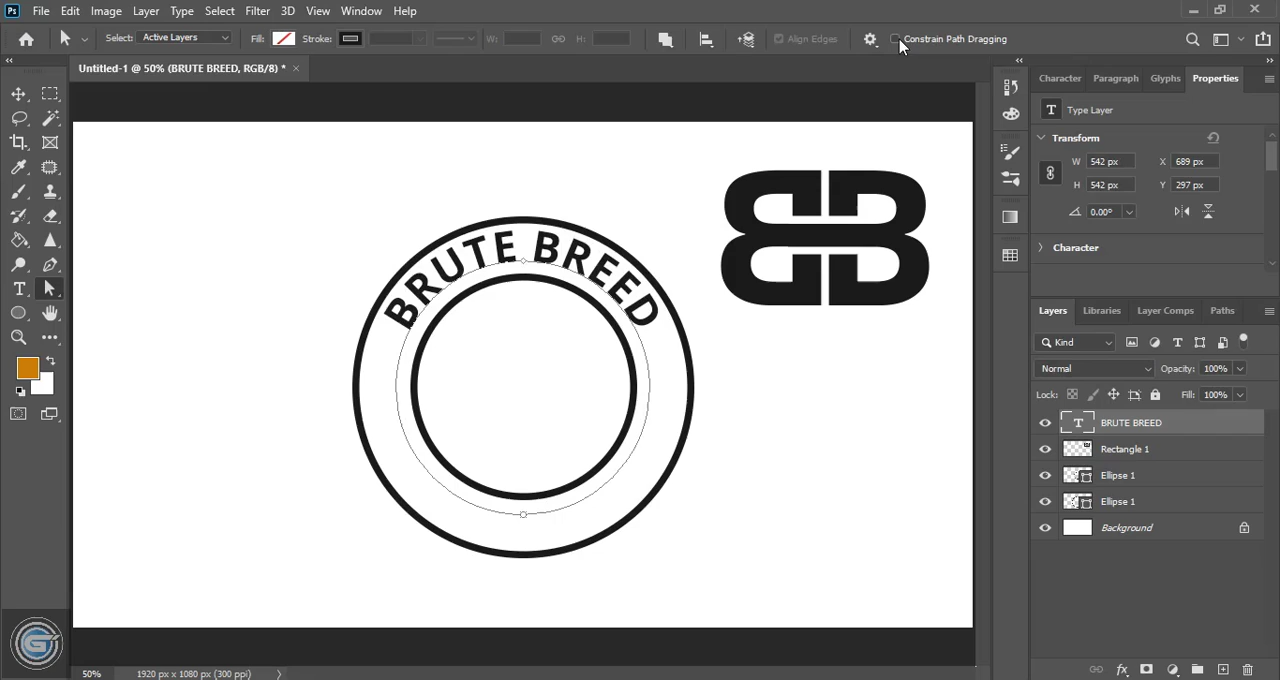 Ps File Edit Image Layer Type Select Filter 3D View Window Help
Select: Active Layers Fill: Stroke: W: H: Align Edges Constrain Path Dragging
Untitled-1 @ 50% (BRUTE BREED, RGB/8) * ×
Character Paragraph Glyphs Properties
T Type Layer
Transform
W 542 px X 689 px
H 542 px Y 297 px
0.00°
Character
BRUTE BREED
BB
Layers Libraries Layer Comps Paths
Kind
Normal Opacity: 100%
Lock: Fill: 100%
T BRUTE BREED
Rectangle 1
Ellipse 1
Ellipse 1
Background
50% 1920 px x 1080 px (300 ppi)
fx